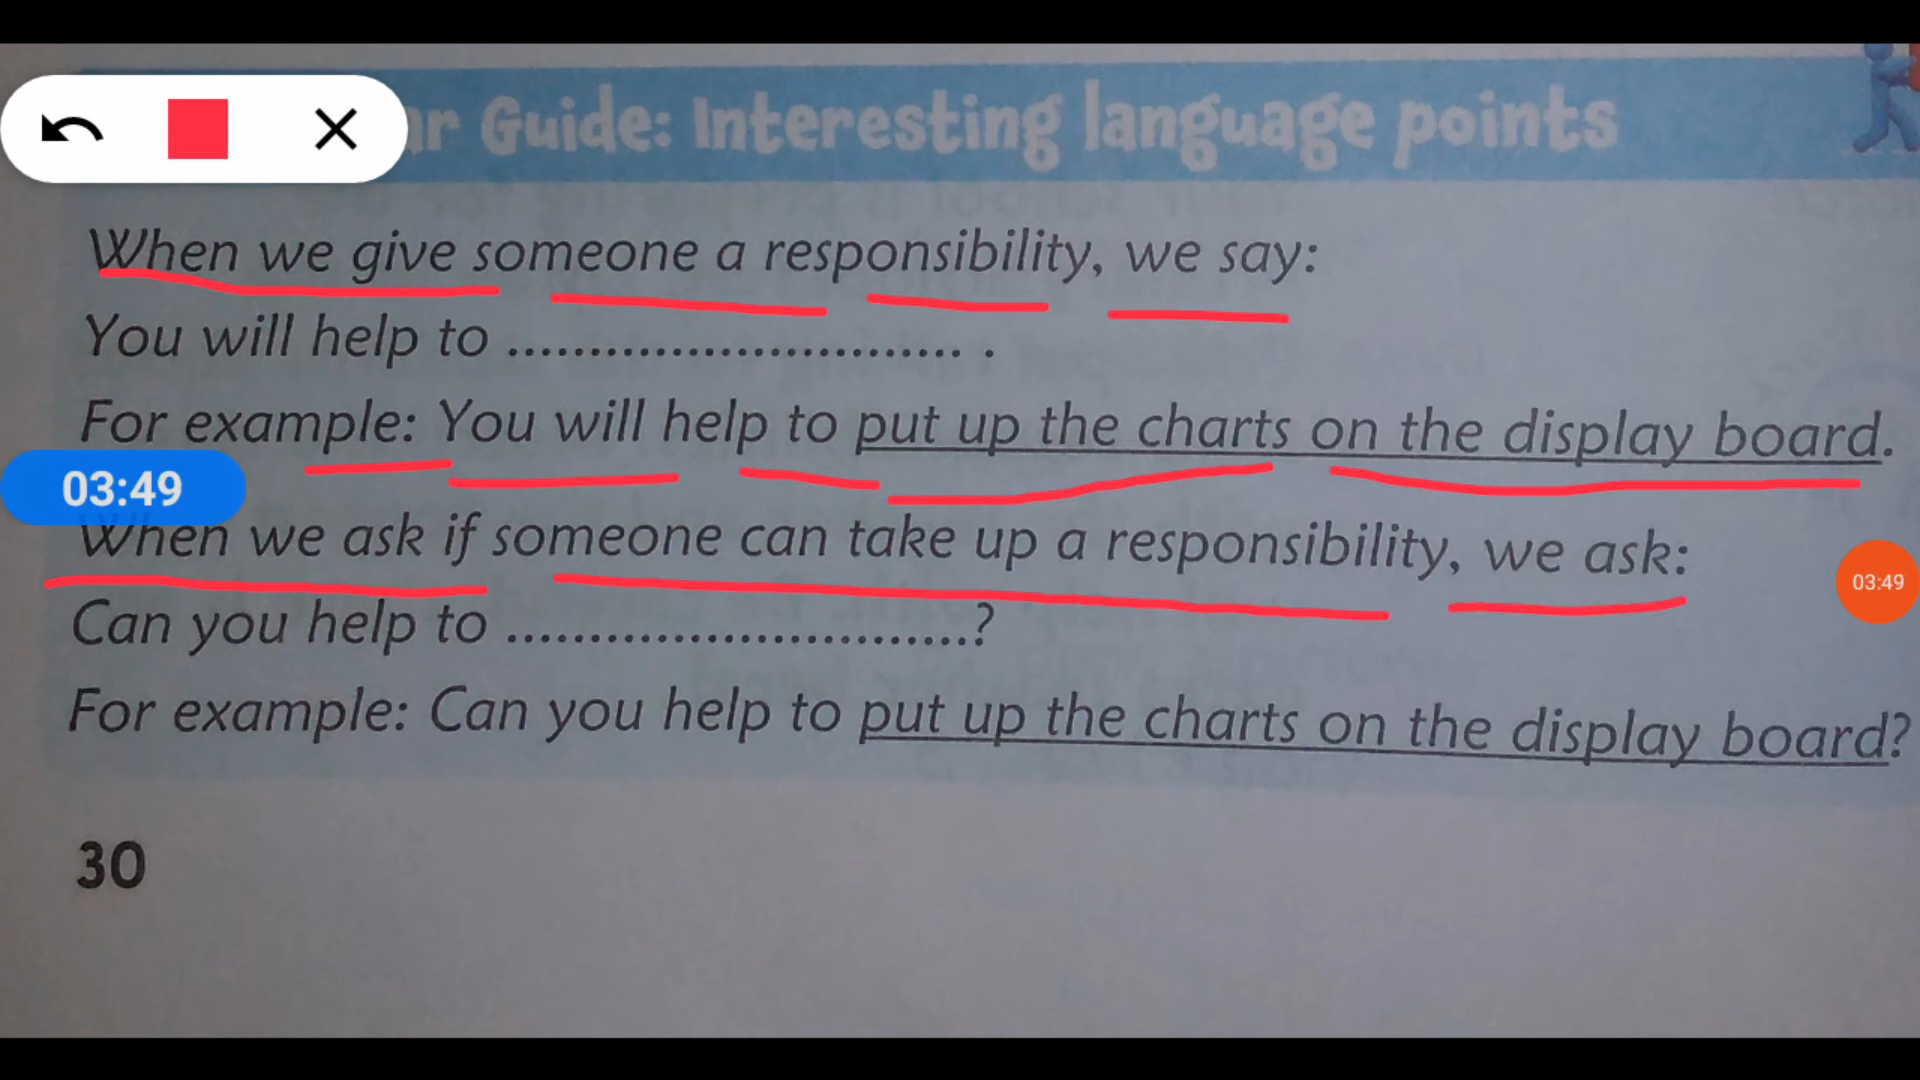 Guide: Interesting language points
When we give someone a responsibility, we say:
You will help to ............................ .
For example: You will help to put up the charts on the display board.
03:49
When we ask if someone can take up a responsibility, we ask:
03:49
Can you help to .............................?
For example: Can you help to put up the charts on the display board?
30